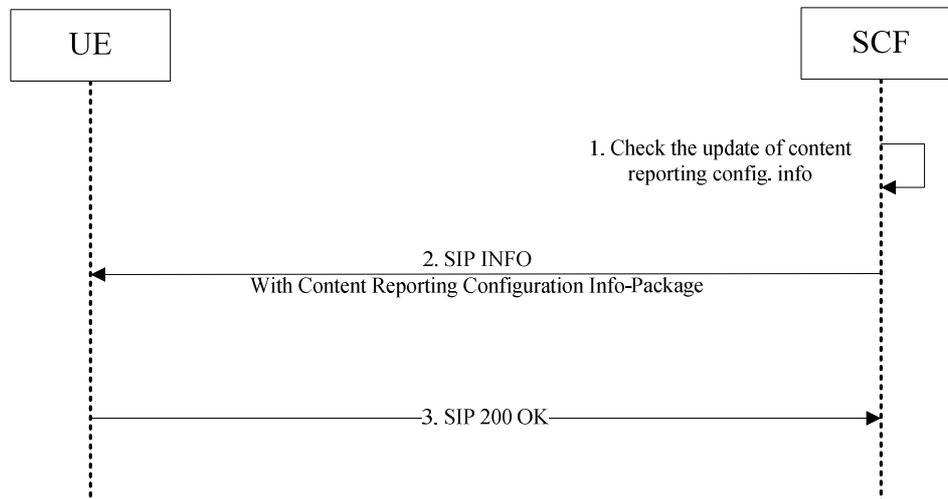 UE
SCF
1. Check the update of content
reporting config. info
2. SIP INFO
With Content Reporting Configuration Info-Package
3. SIP 200 OK